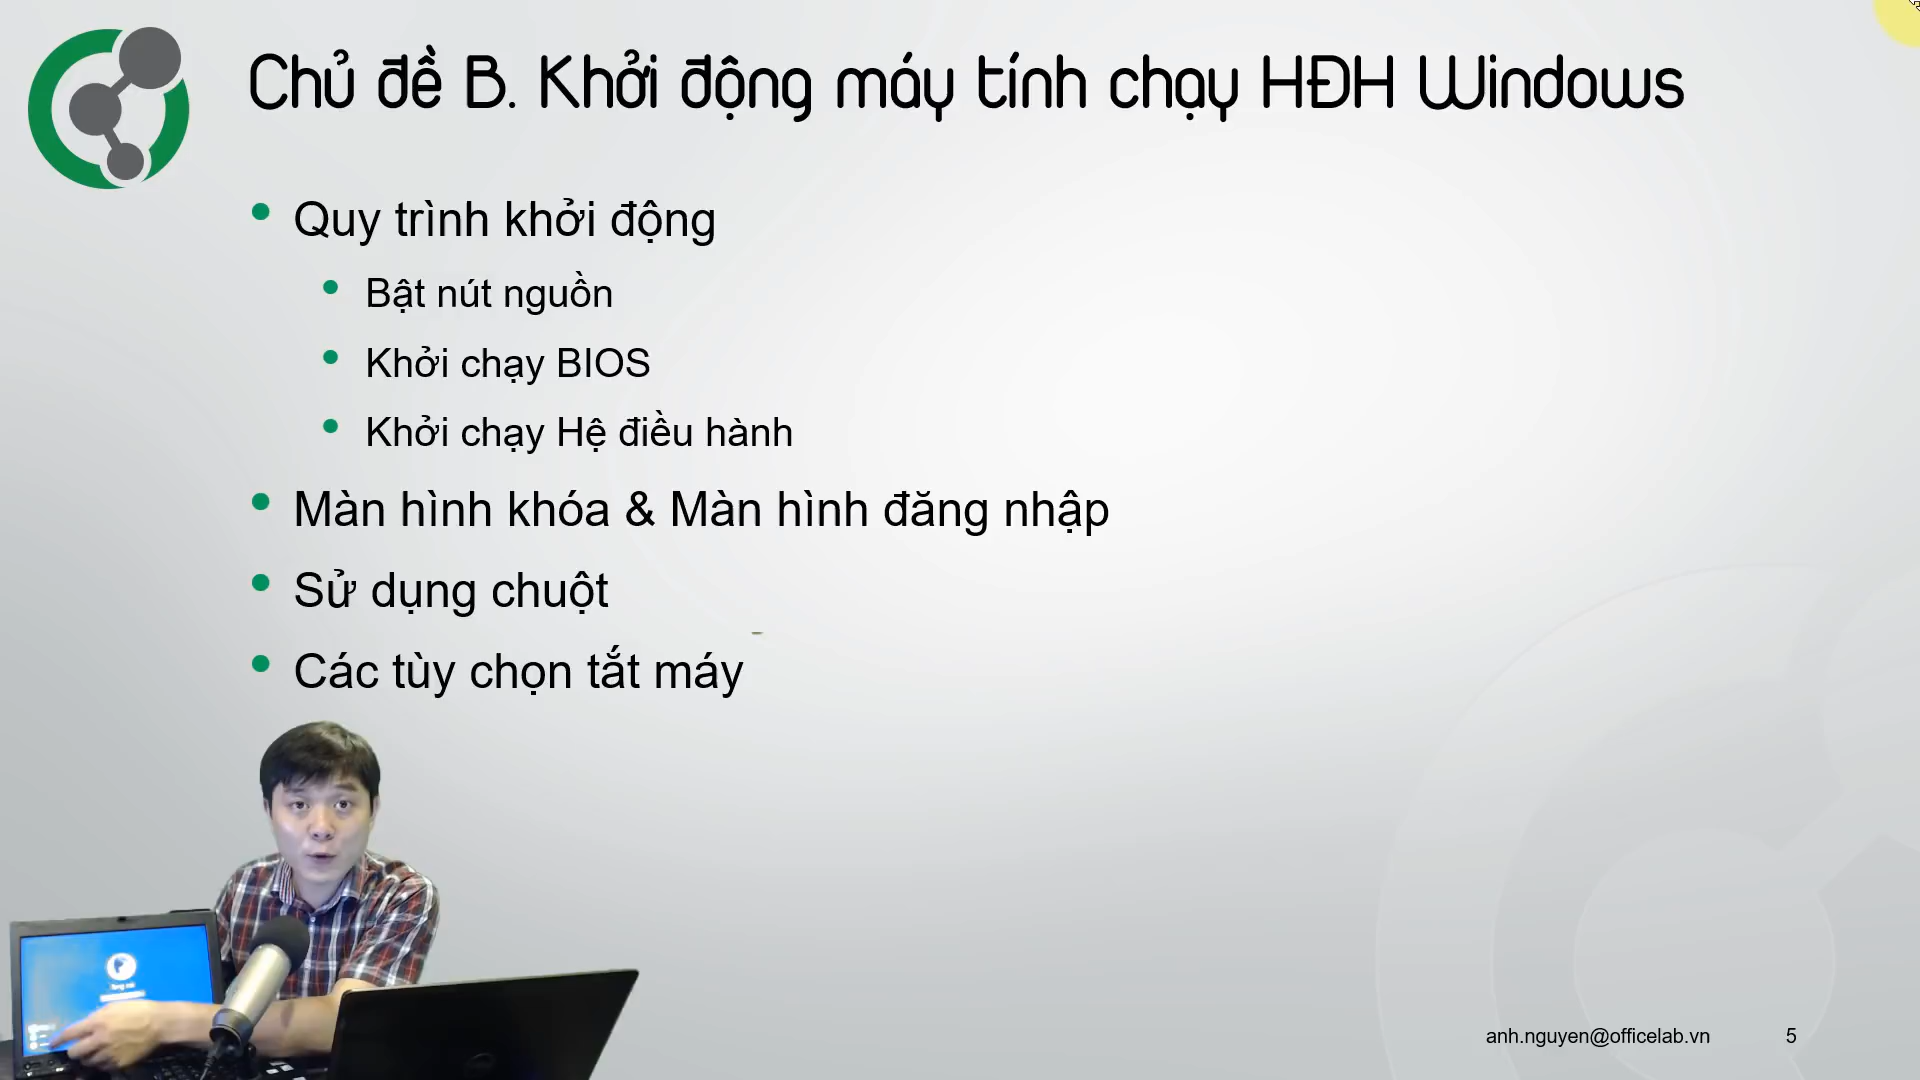 Chủ đề B. Khởi động máy tính chạy HĐH Windows
Quy trình khởi động
Bật nút nguồn
Khởi chạy BIOS
Khởi chạy Hệ điều hành
Màn hình khóa & Màn hình đăng nhập
Sử dụng chuột
Các tùy chọn tắt máy
anh.nguyen@officelab.vn
5